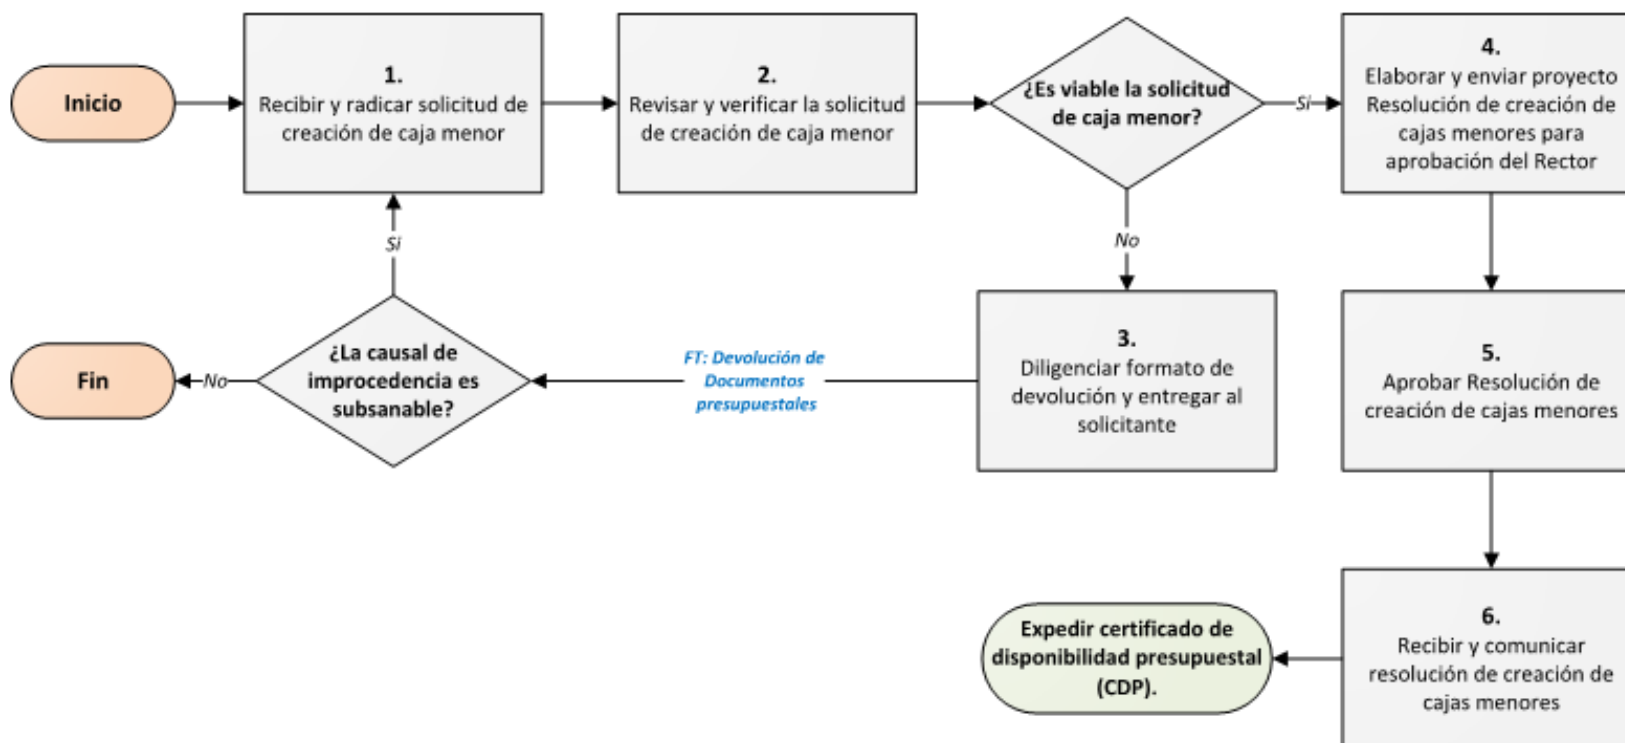 Inicio
1.
Recibir y radicar solicitud de
creación de caja menor
2.
Revisar y verificar la solicitud
de creación de caja menor
¿Es viable la solicitud
de caja menor?
Si
4.
Elaborar y enviar proyecto
Resolución de creación de
cajas menores para
aprobación del Rector
Si
No
Fin
No
¿La causal de
improcedencia es
subsanable?
FT: Devolución de
Documentos
presupuestales
3.
Diligenciar formato de
devolución y entregar al
solicitante
5.
Aprobar Resolución de
creación de cajas menores
Expedir certificado de
disponibilidad presupuestal
(CDP).
6.
Recibir y comunicar
resolución de creación de
cajas menores